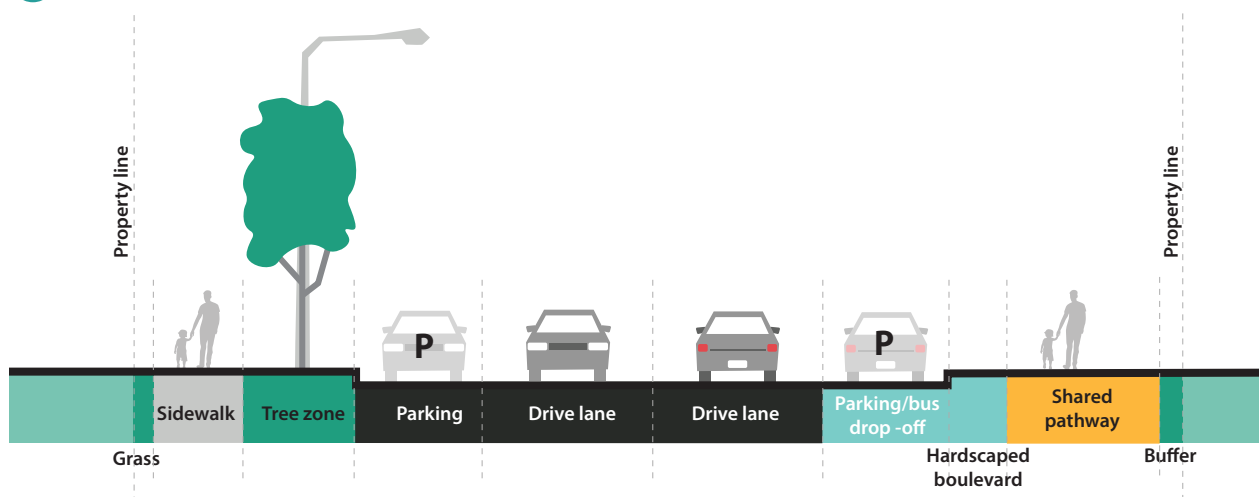 Property line
Property line
P
P
Sidewalk
Tree zone
Parking
Drive lane
Drive lane
Parking/bus
drop -off
Shared
pathway
Grass
Hardscaped
boulevard
Buffer